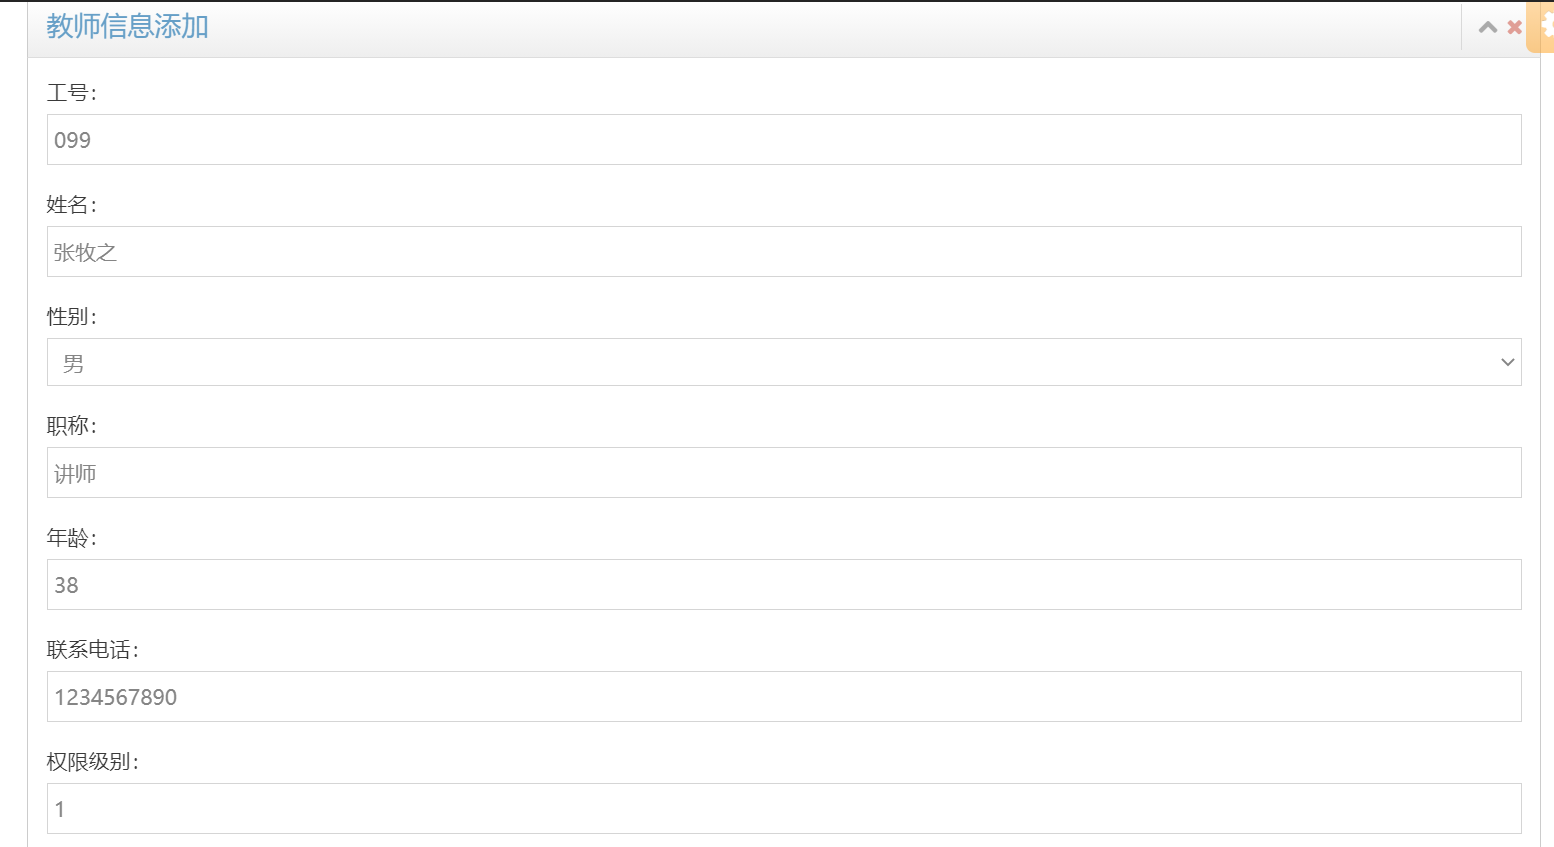 教师信息添加
工号：
099
姓名：
张牧之
性别：
男
职称：
讲师
年龄：
38
联系电话：
1234567890
权限级别：
1